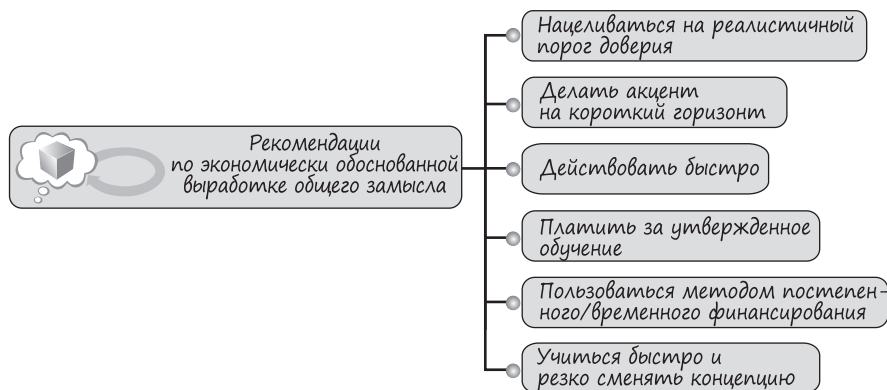 Рекомендации
по экономически обоснованной
выработке общего замысла
Нацеливаться на реалистичный
порог доверия
Делать акцент
на короткий горизонт
Действовать быстро
Платить за утвержденное
обучение
Пользоваться методом постепен-
ного/временного финансирования
Учиться быстро и
резко сменять концепцию